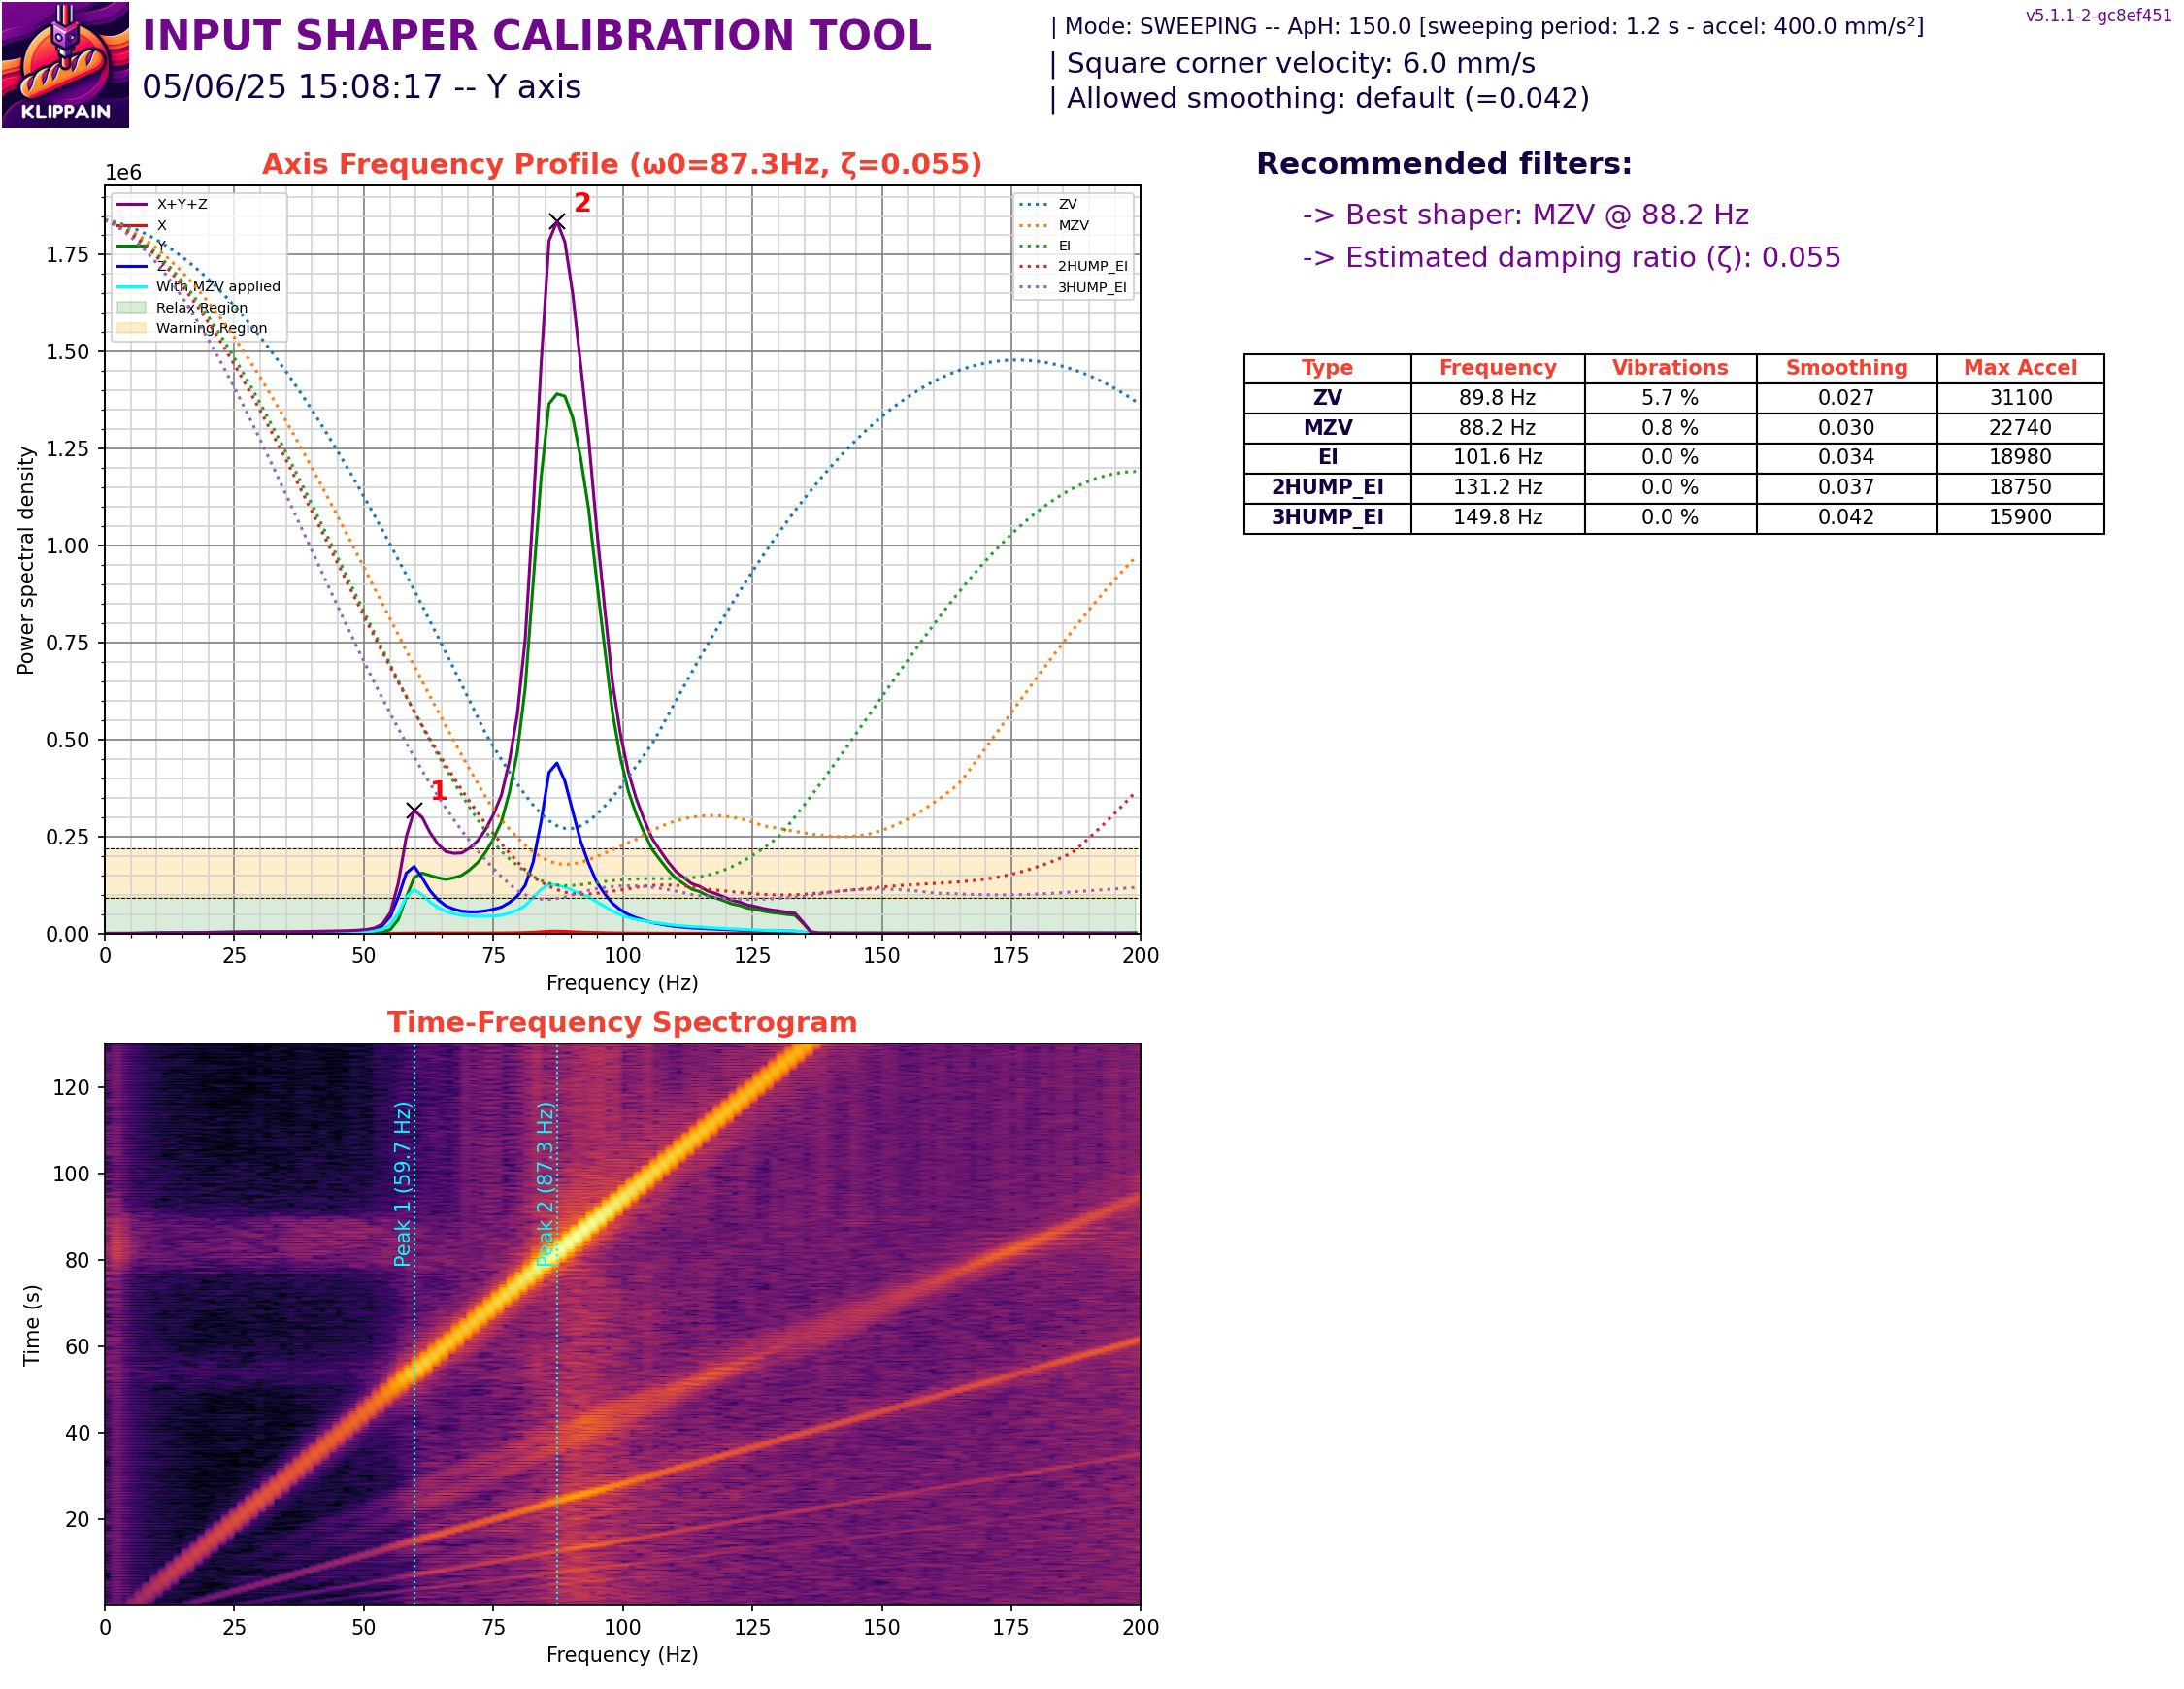 KLIPPAIN
INPUT SHAPER CALIBRATION TOOL
05/06/25 15:08:17 -- Y axis
| Mode: SWEEPING -- ApH: 150.0 [sweeping period: 1.2 s - accel: 400.0 mm/s²]
| Square corner velocity: 6.0 mm/s
| Allowed smoothing: default (=0.042)
v5.1.1-2-gc8ef451
Axis Frequency Profile (ω0=87.3Hz, ζ=0.055)
1e6
X+Y+Z
X
Y
Z
With MZV applied
Relax Region
Warning Region
ZV
MZV
EI
2HUMP_EI
3HUMP_EI
1
2
Power spectral density
1.75
1.50
1.25
1.00
0.75
0.50
0.25
0.00
0 25 50 75 100 125 150 175 200
Frequency (Hz)
Recommended filters:
-> Best shaper: MZV @ 88.2 Hz
-> Estimated damping ratio (ζ): 0.055
Type Frequency Vibrations Smoothing Max Accel
ZV 89.8 Hz 5.7 % 0.027 31100
MZV 88.2 Hz 0.8 % 0.030 22740
EI 101.6 Hz 0.0 % 0.034 18980
2HUMP_EI 131.2 Hz 0.0 % 0.037 18750
3HUMP_EI 149.8 Hz 0.0 % 0.042 15900
Time-Frequency Spectrogram
Peak 1 (59.7 Hz)
Peak 2 (87.3 Hz)
Time (s)
120
100
80
60
40
20
0 25 50 75 100 125 150 175 200
Frequency (Hz)